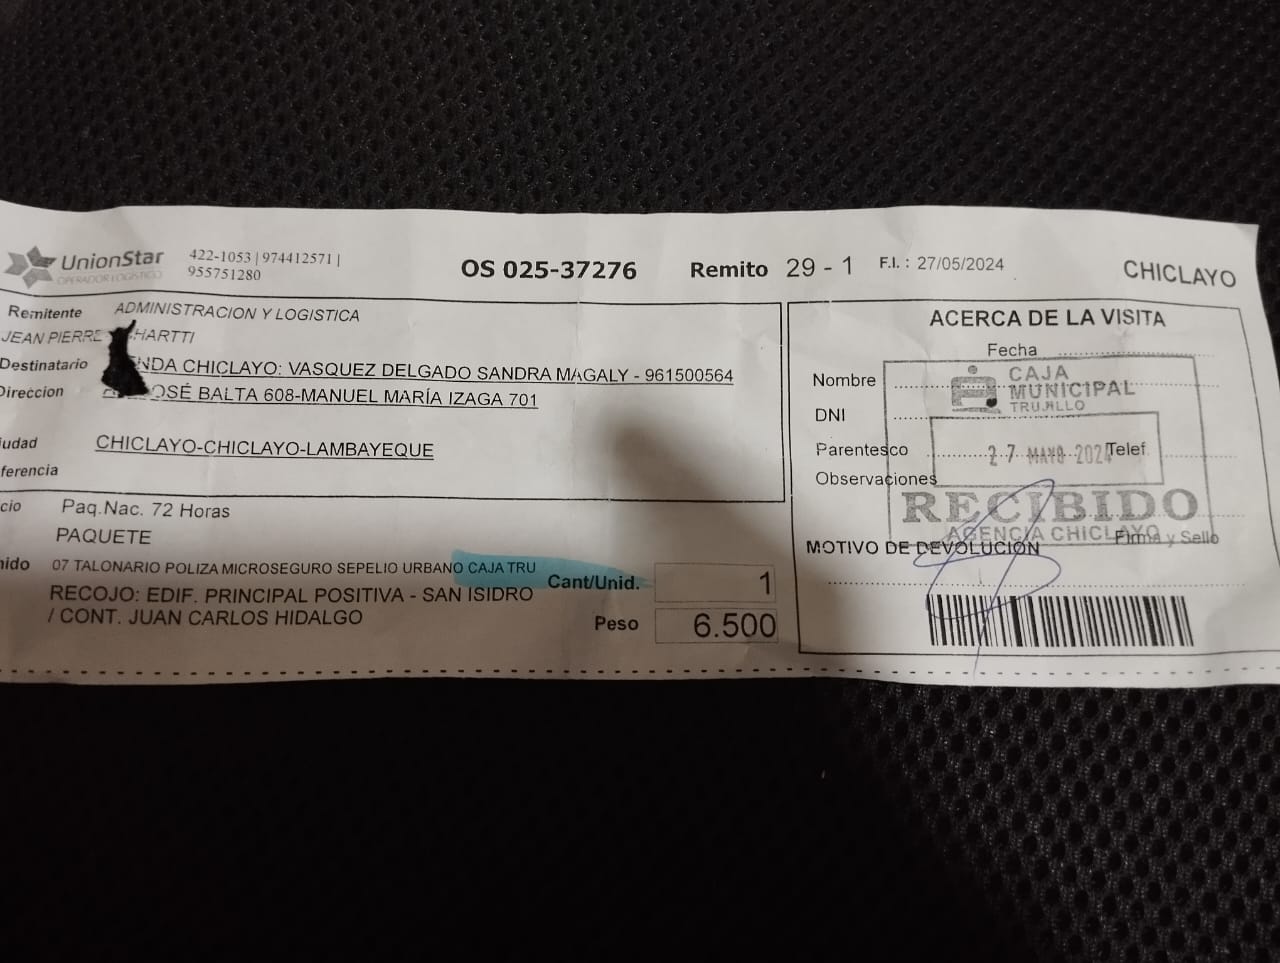 UnionStar
OPERADOR LOGISTICO
422-1053 | 974412571 |
955751280
OS 025-37276
Remito 29 - 1
F.I. : 27/05/2024
CHICLAYO
Remitente ADMINISTRACION Y LOGISTICA
JEAN PIERRE HARTTI
Destinatario NDA CHICLAYO: VASQUEZ DELGADO SANDRA MAGALY - 961500564
Direccion OSÉ BALTA 608-MANUEL MARÍA IZAGA 701
iudad CHICLAYO-CHICLAYO-LAMBAYEQUE
ferencia
cio Paq.Nac. 72 Horas
PAQUETE
nido 07 TALONARIO POLIZA MICROSEGURO SEPELIO URBANO CAJA TRU
RECOJO: EDIF. PRINCIPAL POSITIVA - SAN ISIDRO
/ CONT. JUAN CARLOS HIDALGO
Cant/Unid. 1
Peso 6.500
ACERCA DE LA VISITA
Fecha
Nombre
DNI
Parentesco Telef
Observaciones
MOTIVO DE DEVOLUCIÓN
Firma y Sello
CAJA
MUNICIPAL
TRUJILLO
27 MAYO 2024
RECIBIDO
AGENCIA CHICLAYO